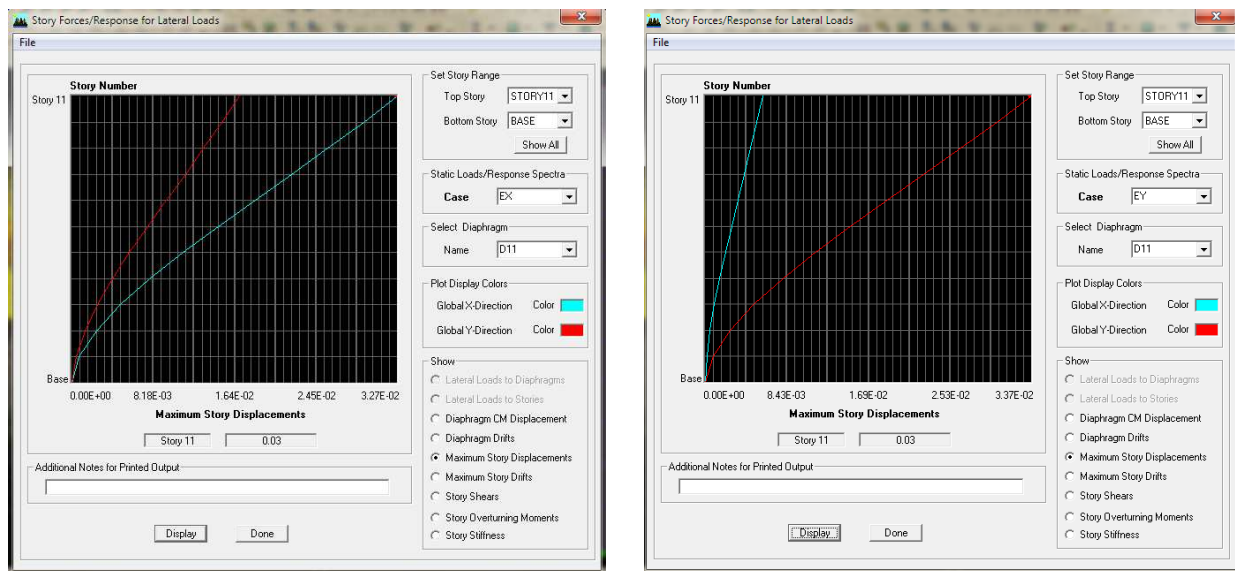 Story Forces/Response for Lateral Loads
File
Story Number
Story 11
Base
0.00E+00 8.18E-03 1.64E-02 2.45E-02 3.27E-02
Maximum Story Displacements
Story 11 0.03
Additional Notes for Printed Output
Display Done
Set Story Range
Top Story STORY11
Bottom Story BASE
Show All
Static Loads/Response Spectra
Case EX
Select Diaphragm
Name D11
Plot Display Colors
Global X-Direction Color
Global Y-Direction Color
Show
Lateral Loads to Diaphragms
Lateral Loads to Stories
Diaphragm CM Displacement
Diaphragm Drifts
Maximum Story Displacements
Maximum Story Drifts
Story Shears
Story Overturning Moments
Story Stiffness
Story Forces/Response for Lateral Loads
File
Story Number
Story 11
Base
0.00E+00 8.43E-03 1.69E-02 2.53E-02 3.37E-02
Maximum Story Displacements
Story 11 0.03
Additional Notes for Printed Output
Display Done
Set Story Range
Top Story STORY11
Bottom Story BASE
Show All
Static Loads/Response Spectra
Case EY
Select Diaphragm
Name D11
Plot Display Colors
Global X-Direction Color
Global Y-Direction Color
Show
Lateral Loads to Diaphragms
Lateral Loads to Stories
Diaphragm CM Displacement
Diaphragm Drifts
Maximum Story Displacements
Maximum Story Drifts
Story Shears
Story Overturning Moments
Story Stiffness